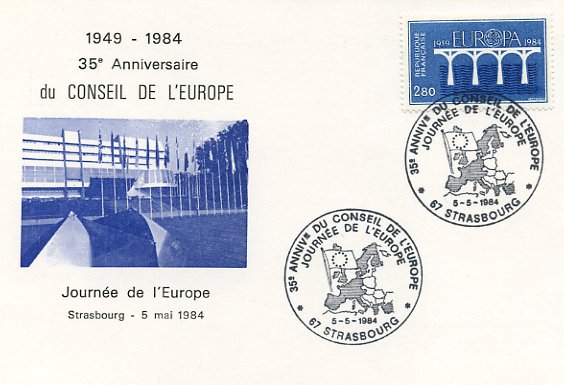 1949 - 1984
35e Anniversaire
du CONSEIL DE L'EUROPE
Journée de l'Europe
Strasbourg - 5 mai 1984
1959 EUROPA 1984
REPUBLIQUE FRANÇAISE
2,80
35e ANNIVre DU CONSEIL DE L'EUROPE
JOURNÉE DE L'EUROPE
5-5-1984
* 67 STRASBOURG *
35e ANNIVre DU CONSEIL DE L'EUROPE
JOURNÉE DE L'EUROPE
5-5-1984
* 67 STRASBOURG *